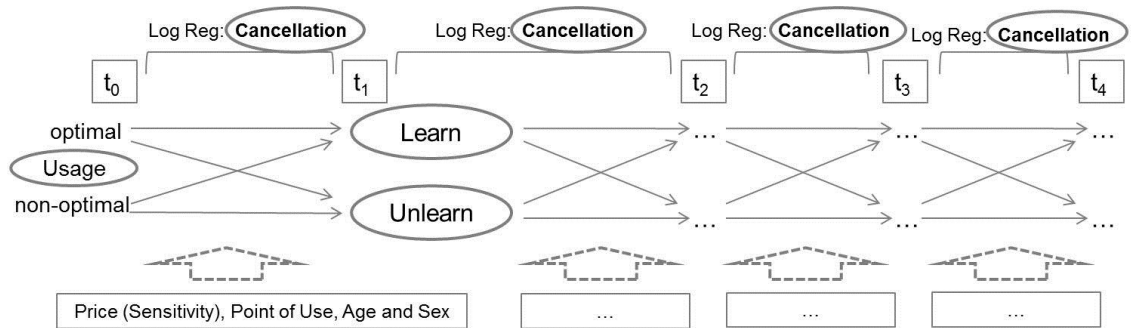 Log Reg: Cancellation Log Reg: Cancellation Log Reg: Cancellation Log Reg: Cancellation
t0 t1 t2 t3 t4
optimal Learn ... ... ...
Usage
non-optimal Unlearn ... ... ...
Price (Sensitivity), Point of Use, Age and Sex ... ... ...